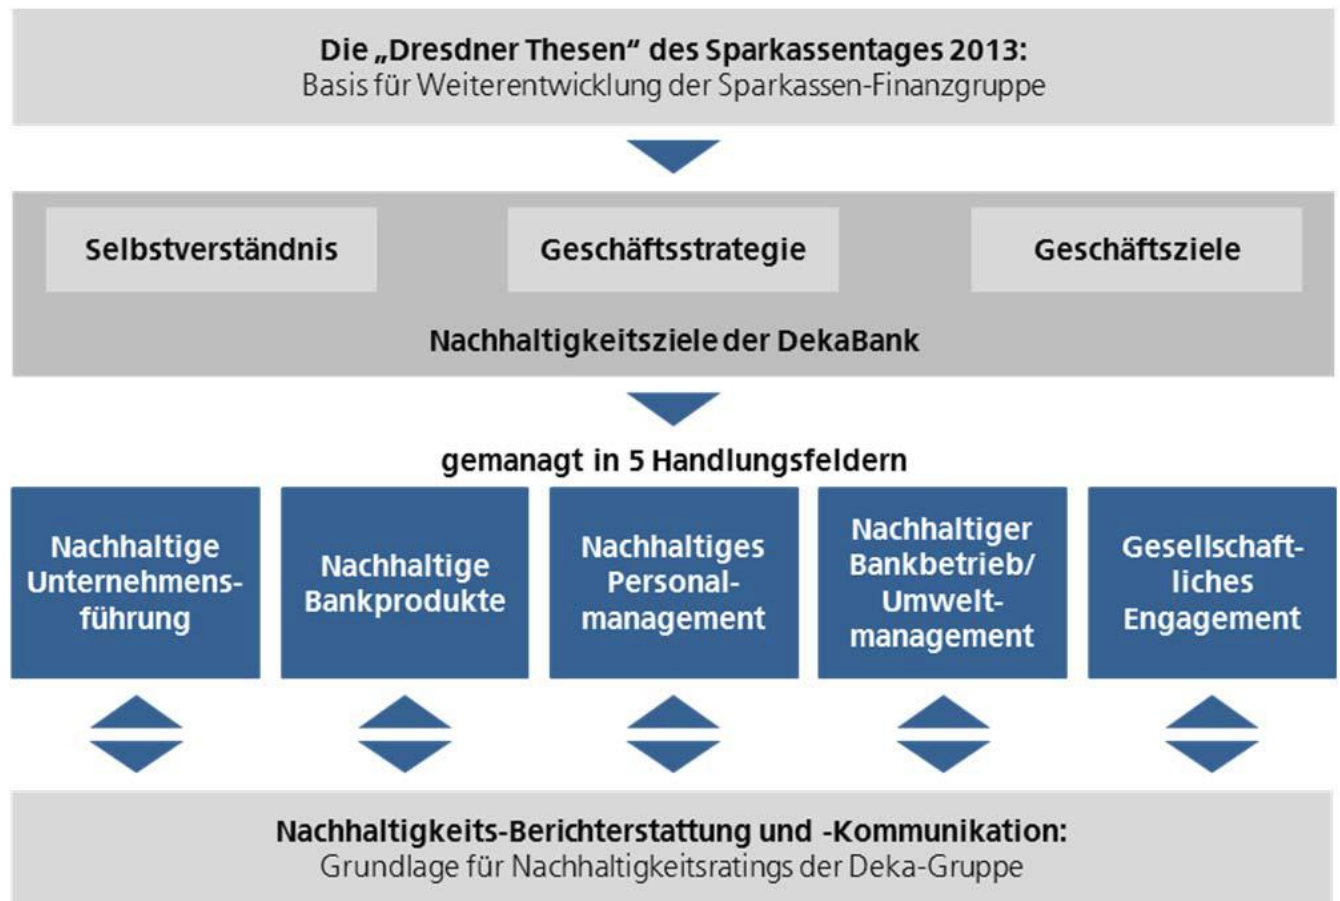 Die „Dresdner Thesen“ des Sparkassentages 2013:
Basis für Weiterentwicklung der Sparkassen-Finanzgruppe
Selbstverständnis
Geschäftsstrategie
Geschäftsziele
Nachhaltigkeitsziele der DekaBank
gemanagt in 5 Handlungsfeldern
Nachhaltige
Unternehmens-
führung
Nachhaltige
Bankprodukte
Nachhaltiges
Personal-
management
Nachhaltiger
Bankbetrieb/
Umwelt-
management
Gesellschaft-
liches
Engagement
Nachhaltigkeits-Berichterstattung und -Kommunikation:
Grundlage für Nachhaltigkeitsratings der Deka-Gruppe